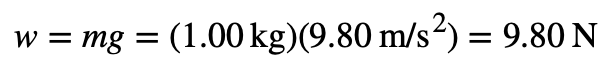 w = mg = (1.00 kg)(9.80 m/s²) = 9.80 N